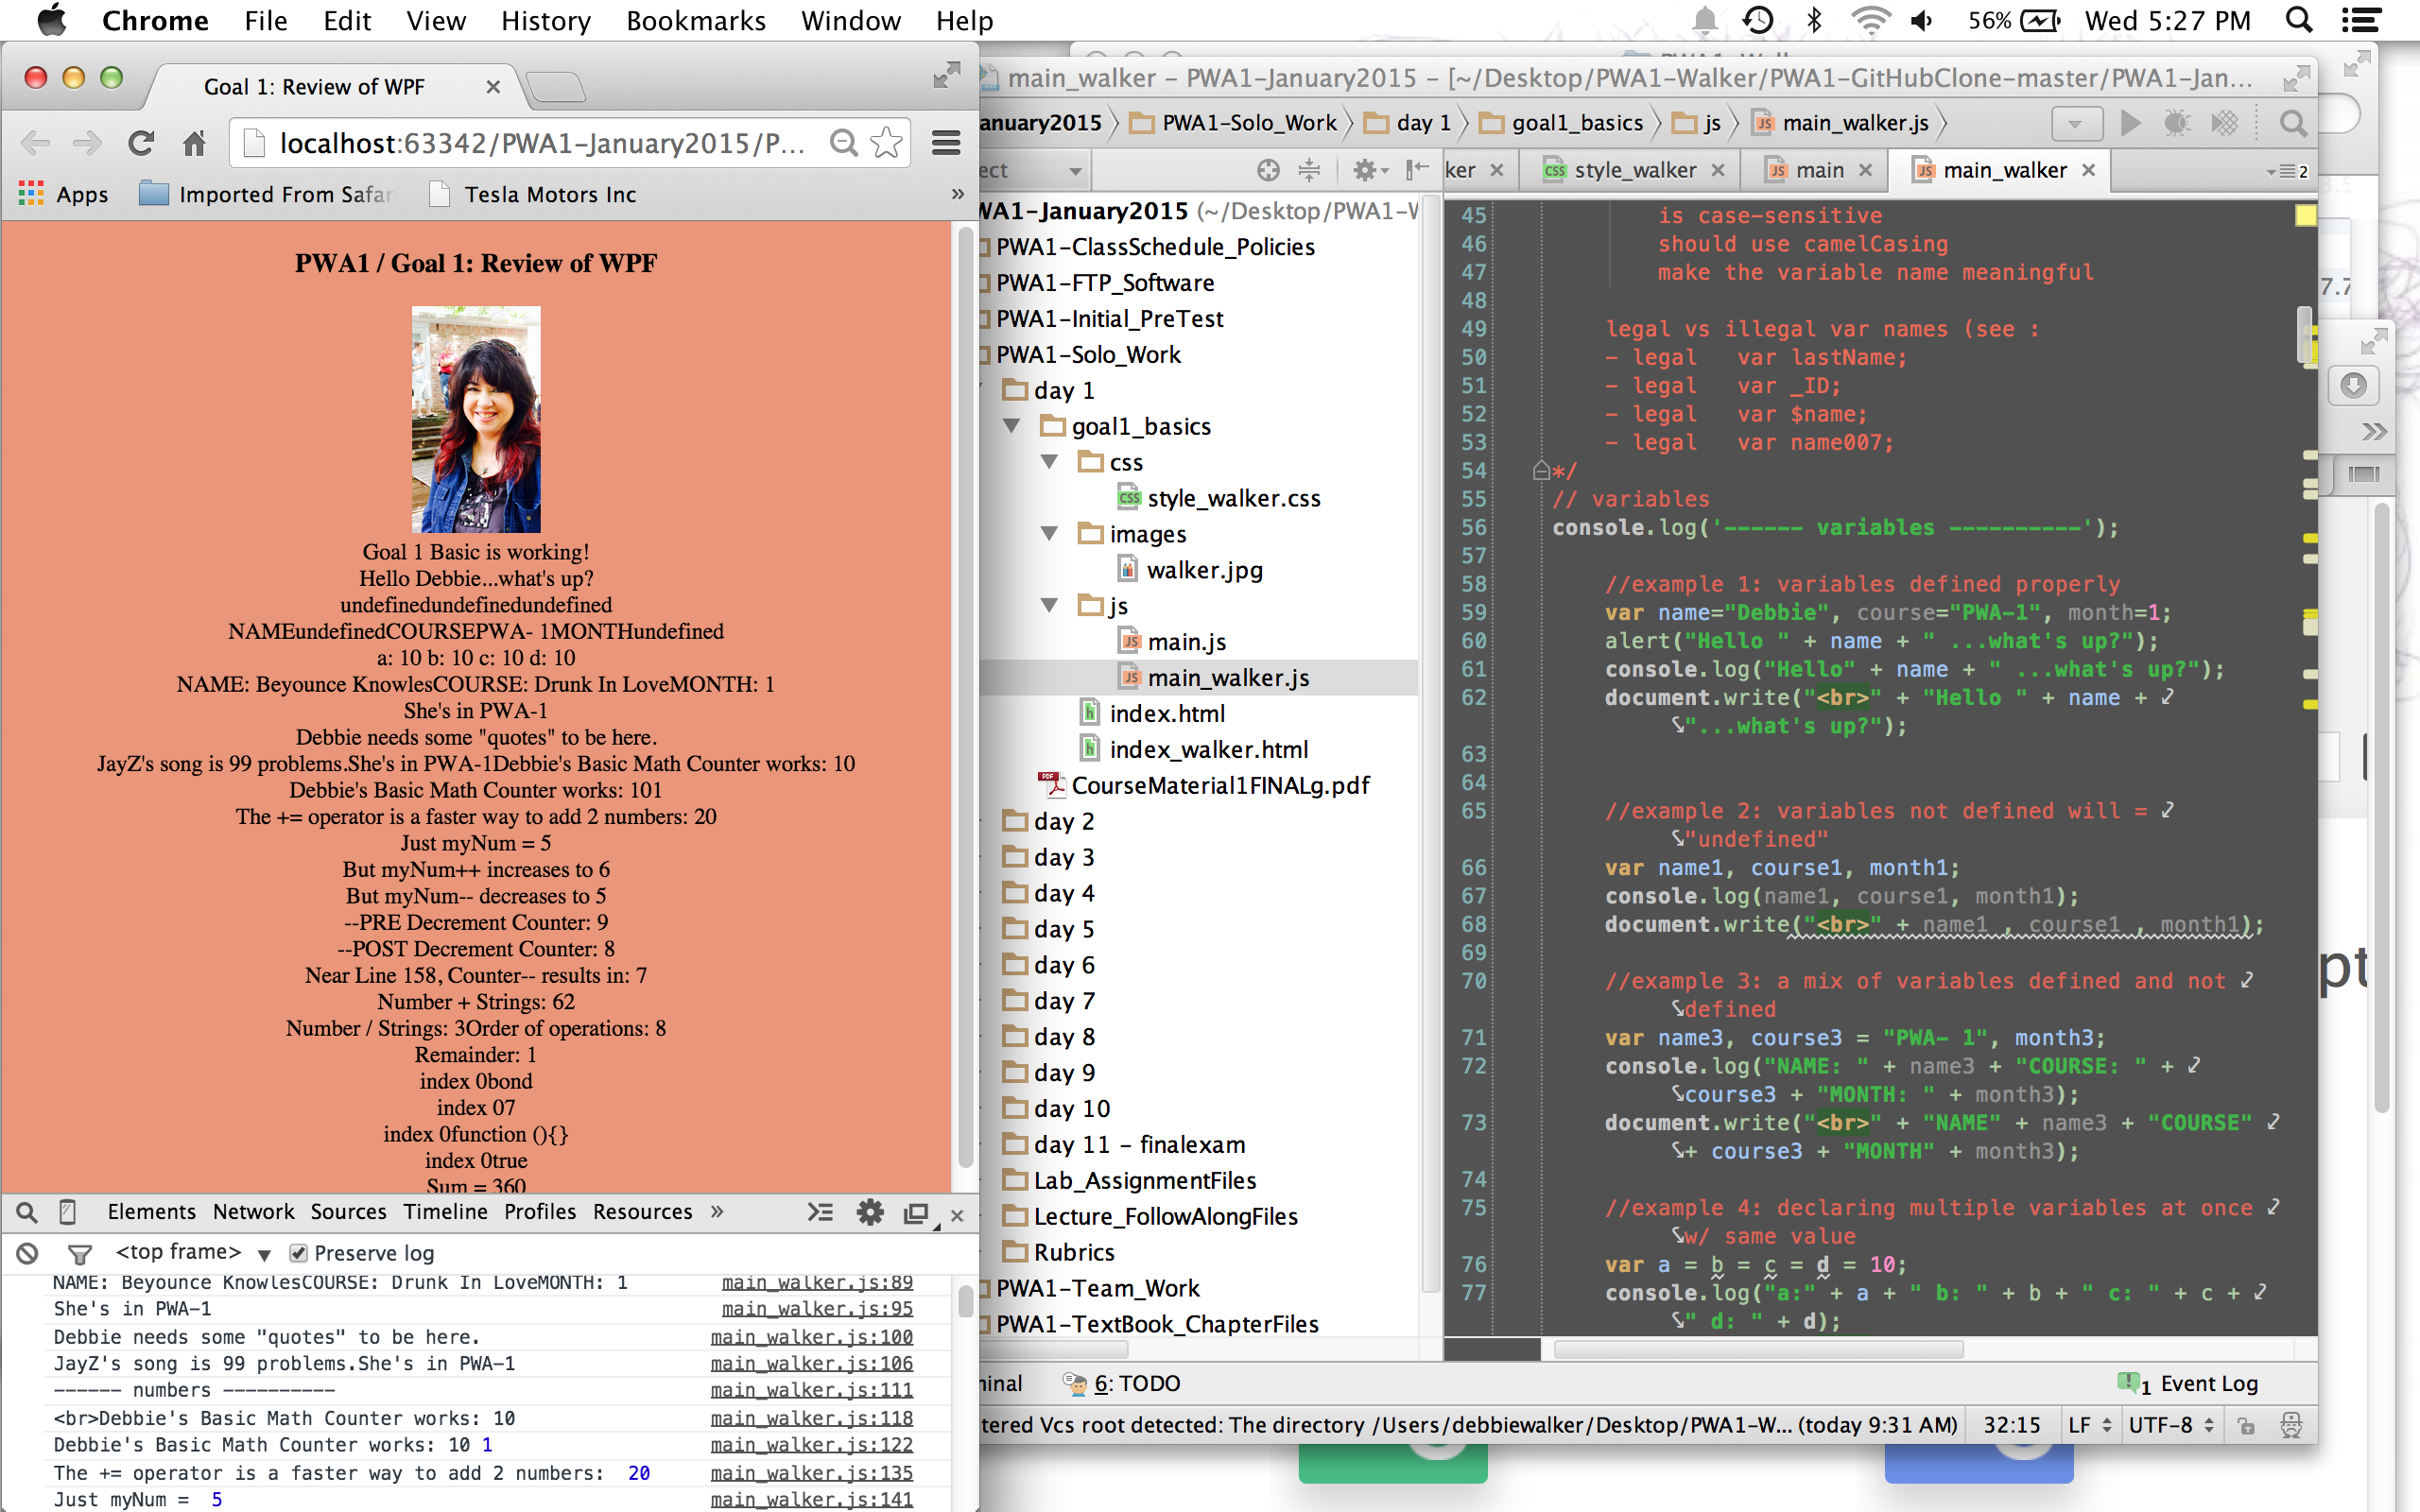 Chrome File Edit View History Bookmarks Window Help 56% Wed 5:27 PM
Goal 1: Review of WPF
localhost:63342/PWA1-January2015/P...
Apps Imported From Safar Tesla Motors Inc »
PWA1 / Goal 1: Review of WPF
Goal 1 Basic is working!
Hello Debbie...what's up?
undefinedundefinedundefined
NAMEundefinedCOURSEPWA- 1MONTHundefined
a: 10 b: 10 c: 10 d: 10
NAME: Beyounce KnowlesCOURSE: Drunk In LoveMONTH: 1
She's in PWA-1
Debbie needs some "quotes" to be here.
JayZ's song is 99 problems.She's in PWA-1Debbie's Basic Math Counter works: 10
Debbie's Basic Math Counter works: 101
The += operator is a faster way to add 2 numbers: 20
Just myNum = 5
But myNum++ increases to 6
But myNum-- decreases to 5
--PRE Decrement Counter: 9
--POST Decrement Counter: 8
Near Line 158, Counter-- results in: 7
Number + Strings: 62
Number / Strings: 3Order of operations: 8
Remainder: 1
index 0bond
index 07
index 0function (){}
index 0true
Sum = 360
Elements Network Sources Timeline Profiles Resources »
<top frame> Preserve log
NAME: Beyounce KnowlesCOURSE: Drunk In LoveMONTH: 1 main_walker.js:89
She's in PWA-1 main_walker.js:95
Debbie needs some "quotes" to be here. main_walker.js:100
JayZ's song is 99 problems.She's in PWA-1 main_walker.js:106
------ numbers ---------- main_walker.js:111
<br>Debbie's Basic Math Counter works: 10 main_walker.js:118
Debbie's Basic Math Counter works: 10 1 main_walker.js:122
The += operator is a faster way to add 2 numbers: 20 main_walker.js:135
Just myNum = 5 main_walker.js:141
main_walker - PWA1-January2015 - [~/Desktop/PWA1-Walker/PWA1-GitHubClone-master/PWA1-Jan...
anuary2015 PWA1-Solo_Work day 1 goal1_basics js main_walker.js
ect ker style_walker main main_walker 2
WA1-January2015 (~/Desktop/PWA1-W
PWA1-ClassSchedule_Policies
PWA1-FTP_Software
PWA1-Initial_PreTest
PWA1-Solo_Work
day 1
goal1_basics
css
style_walker.css
images
walker.jpg
js
main.js
main_walker.js
index.html
index_walker.html
CourseMaterial1FINALg.pdf
day 2
day 3
day 4
day 5
day 6
day 7
day 8
day 9
day 10
day 11 - finalexam
Lab_AssignmentFiles
Lecture_FollowAlongFiles
Rubrics
PWA1-Team_Work
PWA1-TextBook_ChapterFiles
45 is case-sensitive
46 should use camelCasing
47 make the variable name meaningful
48
49 legal vs illegal var names (see :
50 - legal var lastName;
51 - legal var _ID;
52 - legal var $name;
53 - legal var name007;
54 */
55 // variables
56 console.log('------ variables ----------');
57
58 //example 1: variables defined properly
59 var name="Debbie", course="PWA-1", month=1;
60 alert("Hello " + name + " ...what's up?");
61 console.log("Hello" + name + " ...what's up?");
62 document.write("<br>" + "Hello " + name +
"...what's up?");
63
64
65 //example 2: variables not defined will =
"undefined"
66 var name1, course1, month1;
67 console.log(name1, course1, month1);
68 document.write("<br>" + name1 , course1 , month1);
69
70 //example 3: a mix of variables defined and not
defined
71 var name3, course3 = "PWA- 1", month3;
72 console.log("NAME: " + name3 + "COURSE: " +
course3 + "MONTH: " + month3);
73 document.write("<br>" + "NAME" + name3 + "COURSE"
+ course3 + "MONTH" + month3);
74
75 //example 4: declaring multiple variables at once
w/ same value
76 var a = b = c = d = 10;
77 console.log("a:" + a + " b: " + b + " c: " + c +
" d: " + d);
minal 6: TODO 1 Event Log
tered Vcs root detected: The directory /Users/debbiewalker/Desktop/PWA1-W... (today 9:31 AM) 32:15 LF UTF-8
7.7
pt